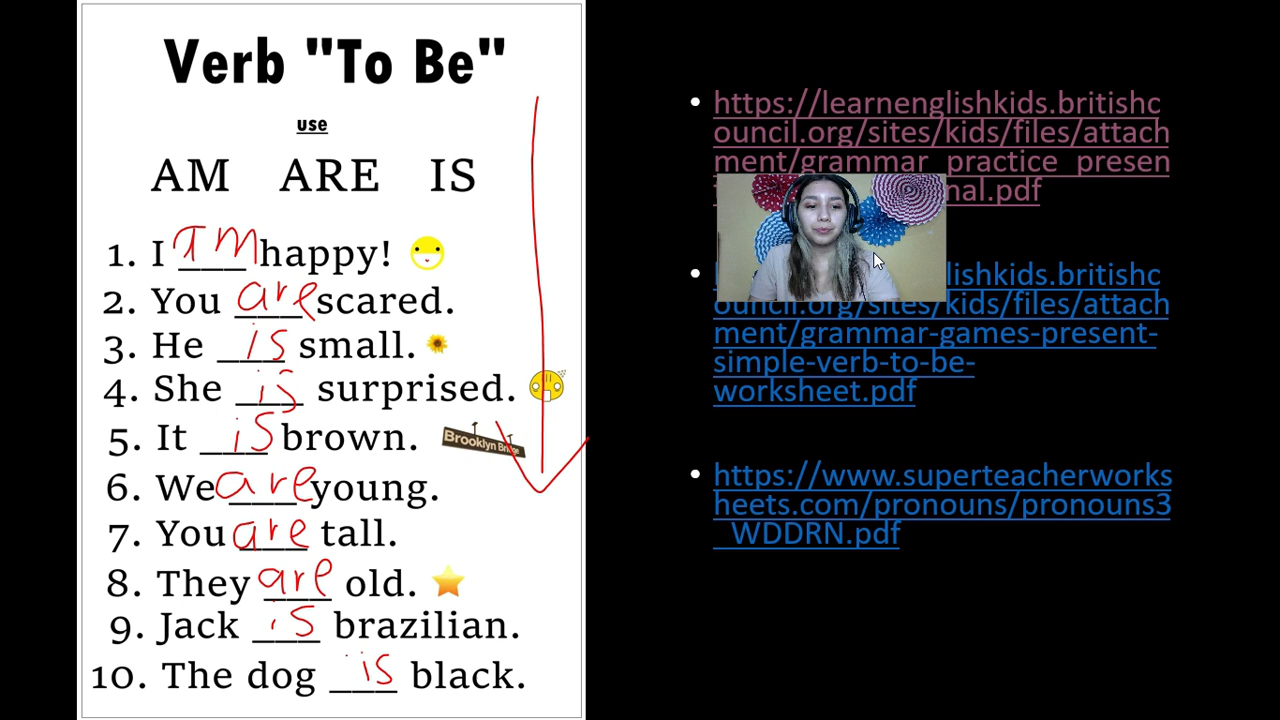 Verb "To Be"
use
AM ARE IS
1. I Im happy!
2. You are scared.
3. He is small.
4. She is surprised.
5. It is brown.
Brooklyn
6. We are young.
7. You are tall.
8. They are old.
9. Jack is brazilian.
10. The dog is black.
https://learnenglishkids.britishc
ouncil.org/sites/kids/files/attach
ment/grammar_practice_presen
nal.pdf
lishkids.britishc
ouncil.org/sites/kids/files/attach
ment/grammar-games-present-
simple-verb-to-be-
worksheet.pdf
https://www.superteacherworks
heets.com/pronouns/pronouns3
_WDDRN.pdf